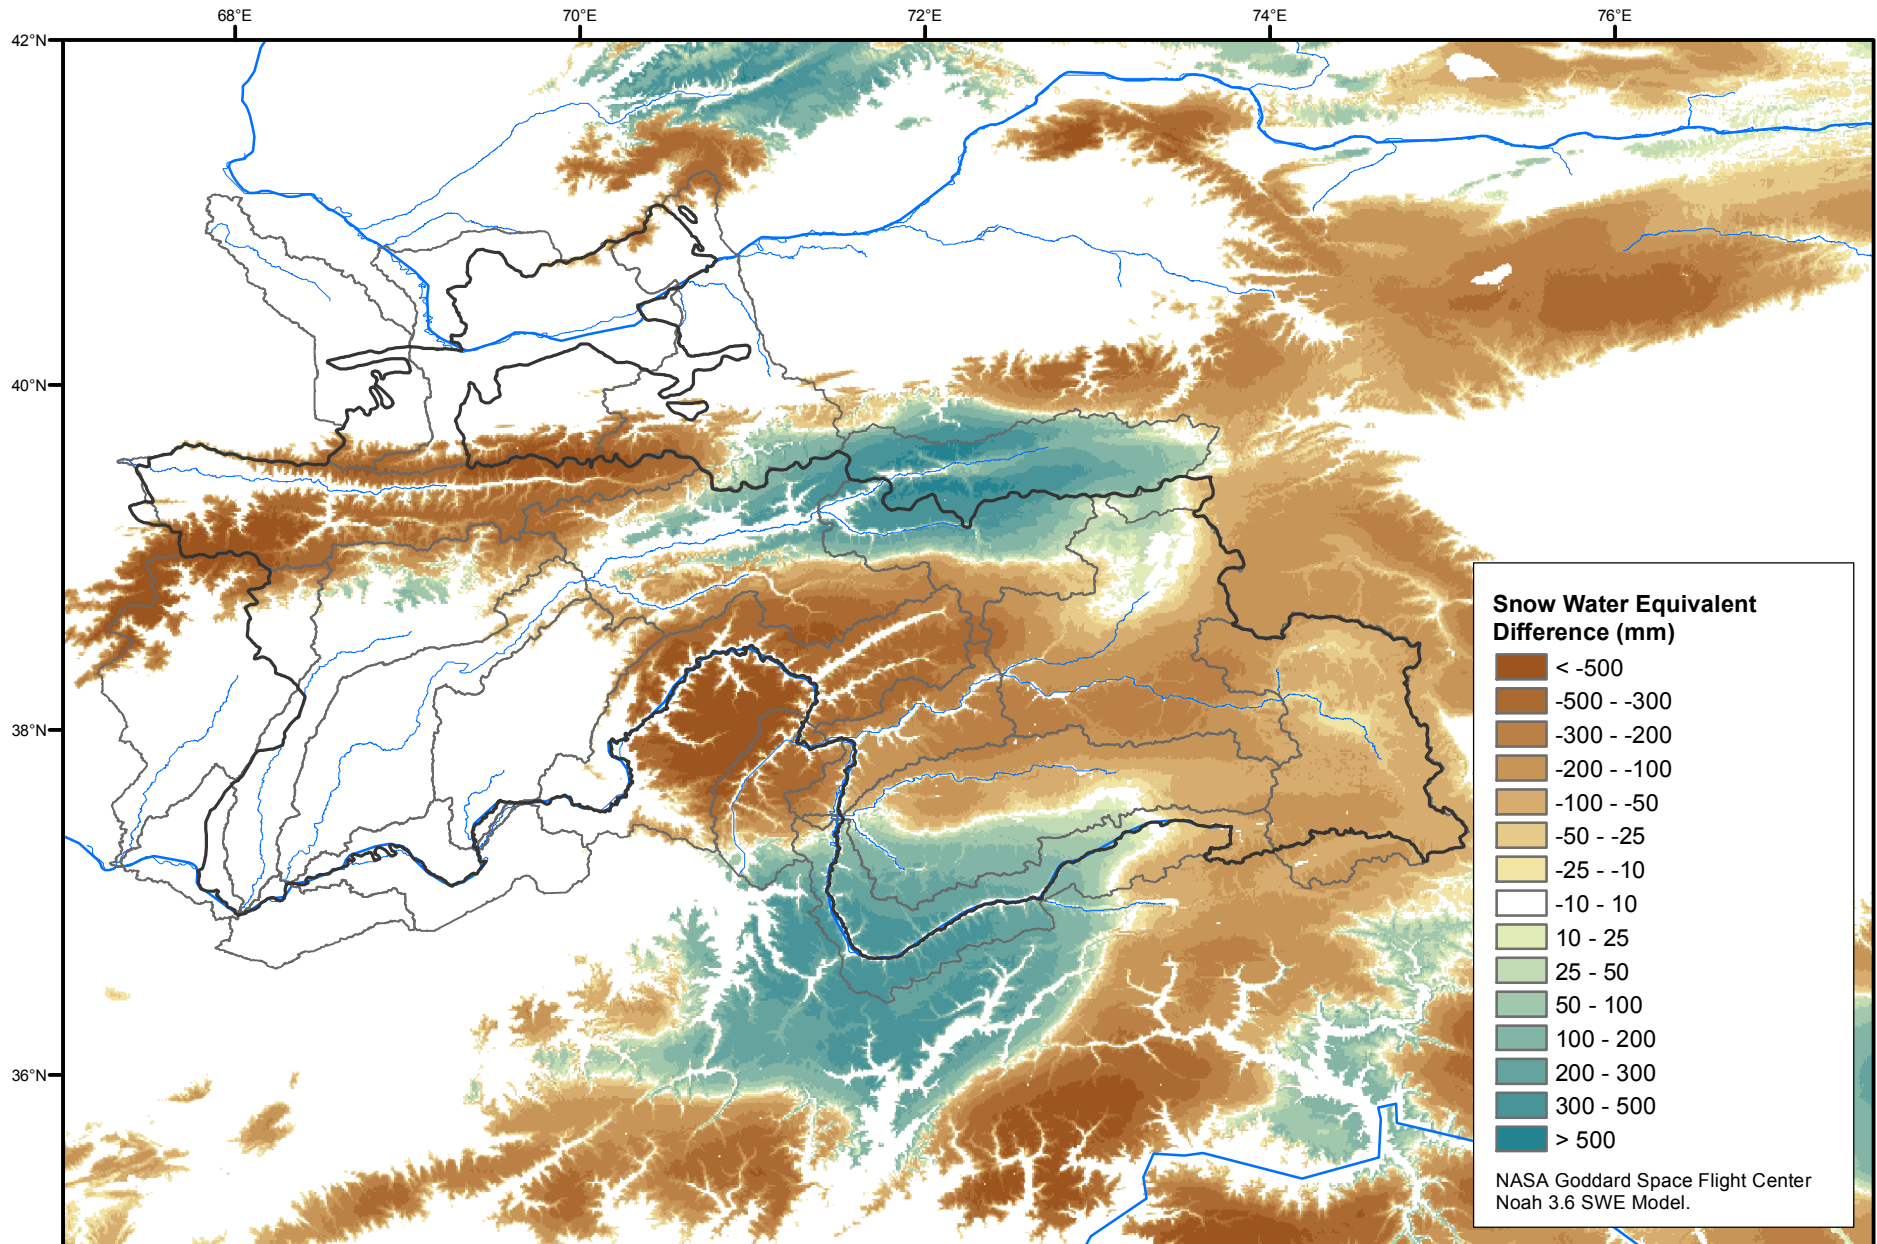 68°E 70°E 72°E 74°E 76°E
42°N
40°N
38°N
36°N
Snow Water Equivalent
Difference (mm)
< -500
-500 - -300
-300 - -200
-200 - -100
-100 - -50
-50 - -25
-25 - -10
-10 - 10
10 - 25
25 - 50
50 - 100
100 - 200
200 - 300
300 - 500
> 500
NASA Goddard Space Flight Center
Noah 3.6 SWE Model.